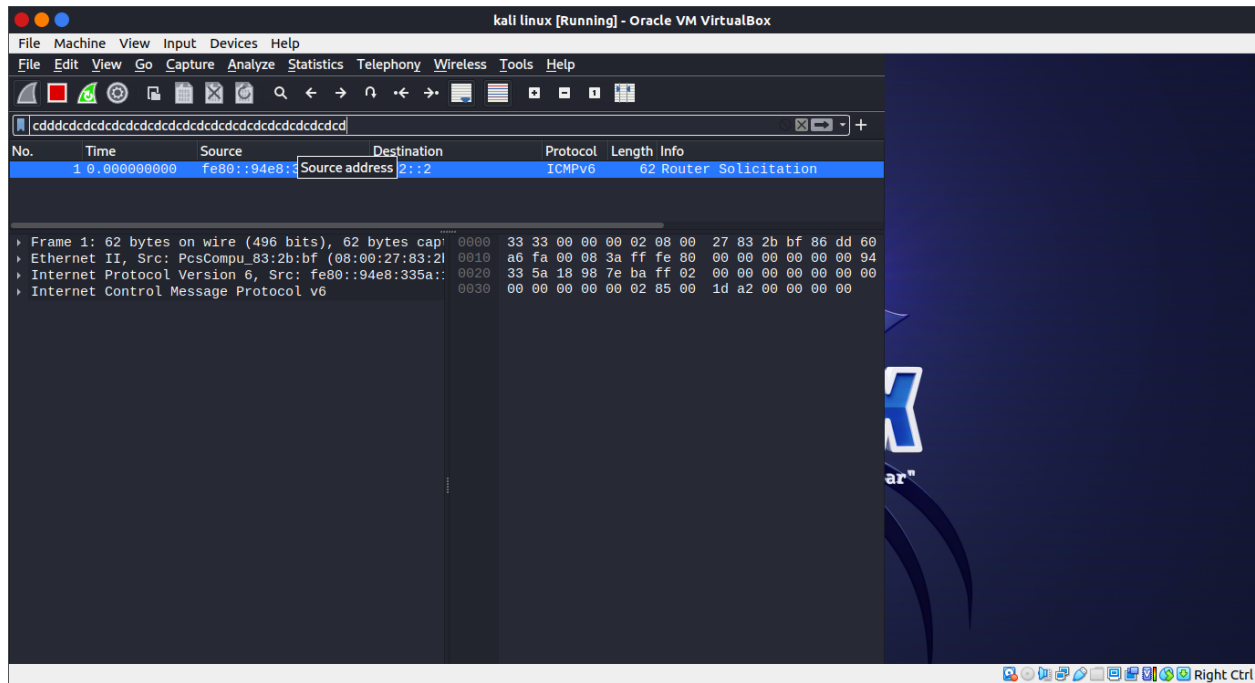 kali linux [Running] - Oracle VM VirtualBox
File Machine View Input Devices Help
File Edit View Go Capture Analyze Statistics Telephony Wireless Tools Help
cdddcdcdcdcdcdcdcdcdcdcdcdcdcdcdcdcdcdcdcdcd
No. Time Source Destination Protocol Length Info
1 0.000000000 fe80::94e8:3 Source address 2::2 ICMPv6 62 Router Solicitation
Frame 1: 62 bytes on wire (496 bits), 62 bytes cap 0000 33 33 00 00 00 02 08 00 27 83 2b bf 86 dd 60
Ethernet II, Src: PcsCompu_83:2b:bf (08:00:27:83:2 0010 a6 fa 00 08 3a ff fe 80 00 00 00 00 00 00 94
Internet Protocol Version 6, Src: fe80::94e8:335a: 0020 33 5a 18 98 7e ba ff 02 00 00 00 00 00 00 00
Internet Control Message Protocol v6 0030 00 00 00 00 00 02 85 00 1d a2 00 00 00 00
ar"
Right Ctrl